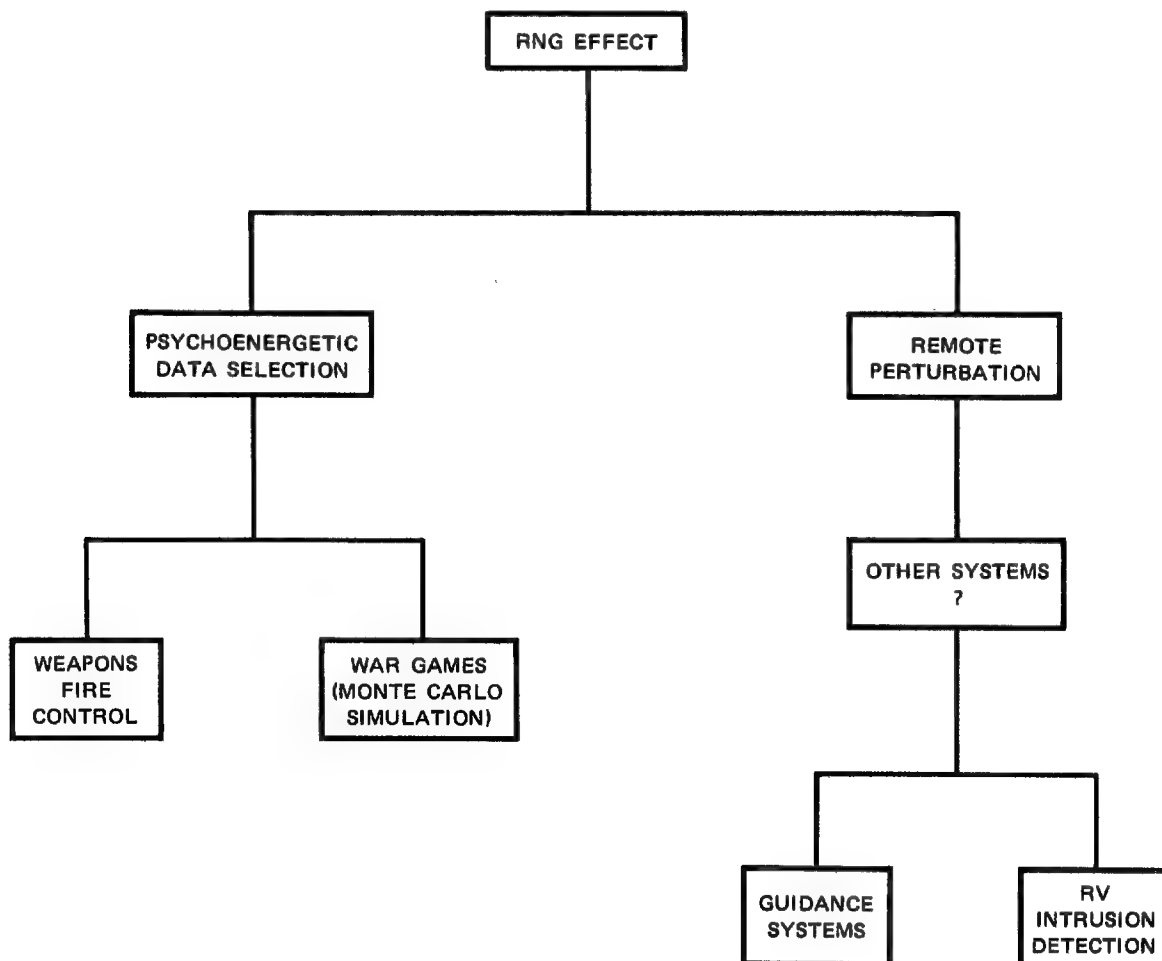 RNG EFFECT
PSYCHOENERGETIC
DATA SELECTION
REMOTE
PERTURBATION
OTHER SYSTEMS
?
WEAPONS
FIRE
CONTROL
WAR GAMES
(MONTE CARLO
SIMULATION)
GUIDANCE
SYSTEMS
RV
INTRUSION
DETECTION